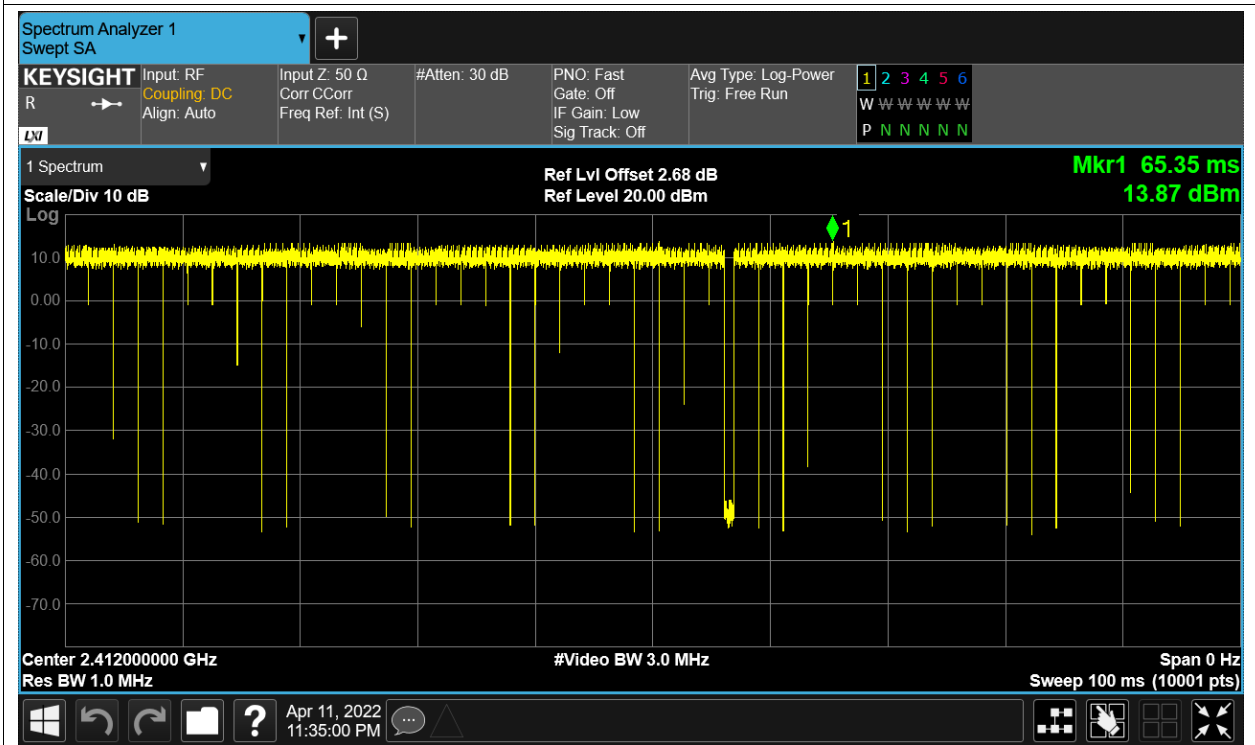 Spectrum Analyzer 1
Swept SA
KEYSIGHT
R
LXI
Input: RF
Coupling: DC
Align: Auto
Input Z: 50 Ω
Corr CCorr
Freq Ref: Int (S)
#Atten: 30 dB
PNO: Fast
Gate: Off
IF Gain: Low
Sig Track: Off
Avg Type: Log-Power
Trig: Free Run
1 2 3 4 5 6
W W W W W W
P N N N N N
1 Spectrum
Scale/Div 10 dB
Ref Lvl Offset 2.68 dB
Ref Level 20.00 dBm
Mkr1 65.35 ms
13.87 dBm
Log
1
10.0
0.00
-10.0
-20.0
-30.0
-40.0
-50.0
-60.0
-70.0
Center 2.412000000 GHz
#Video BW 3.0 MHz
Span 0 Hz
Res BW 1.0 MHz
Sweep 100 ms (10001 pts)
?
Apr 11, 2022
11:35:00 PM